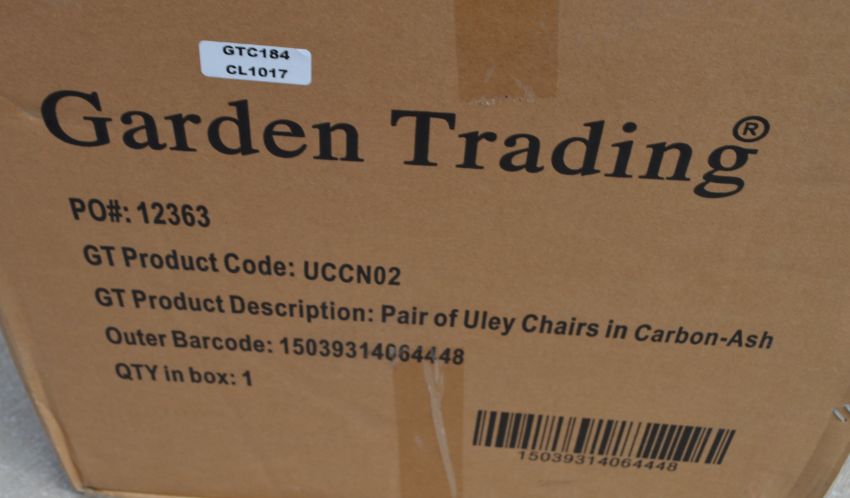 GTC184
CL1017
Garden Trading®
PO#: 12363
GT Product Code: UCCN02
GT Product Description: Pair of Uley Chairs in Carbon-Ash
Outer Barcode: 15039314064448
QTY in box: 1
15039314064448